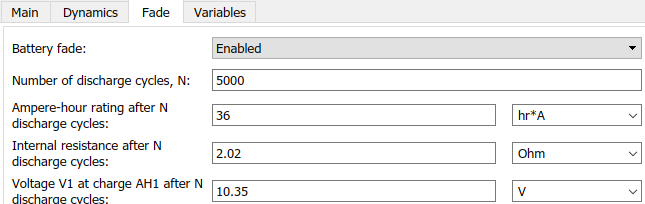 Main Dynamics Fade Variables
Battery fade: Enabled
Number of discharge cycles, N: 5000
Ampere-hour rating after N
discharge cycles: 36 hr*A
Internal resistance after N
discharge cycles: 2.02 Ohm
Voltage V1 at charge AH1 after N
discharge cycles: 10.35 V